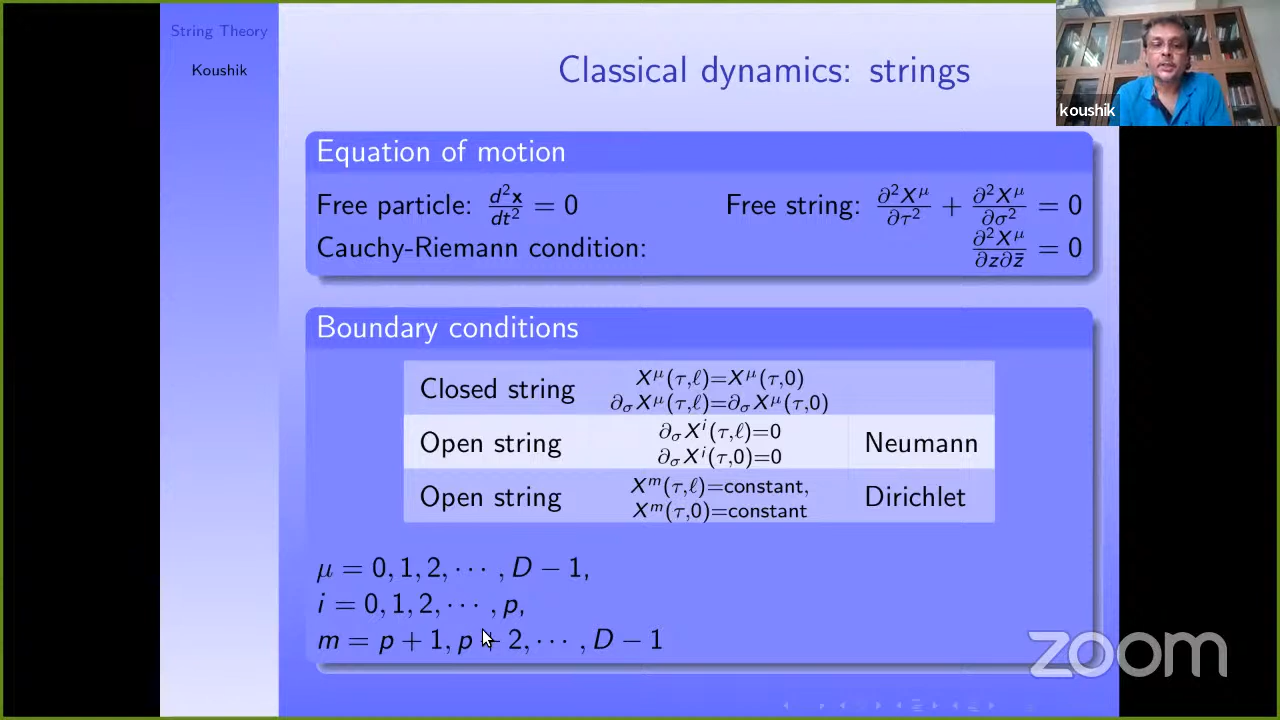 String Theory
Koushik
Classical dynamics: strings
koushik
Equation of motion
Free particle: d²x/dt² = 0 Free string: ∂²X^μ/∂τ² + ∂²X^μ/∂σ² = 0
Cauchy-Riemann condition: ∂²X^μ/∂z∂z̄ = 0
Boundary conditions
Closed string X^μ(τ,ℓ)=X^μ(τ,0)
∂_σX^μ(τ,ℓ)=∂_σX^μ(τ,0)
Open string ∂_σX^i(τ,ℓ)=0 Neumann
∂_σX^i(τ,0)=0
Open string X^m(τ,ℓ)=constant, Dirichlet
X^m(τ,0)=constant
μ = 0, 1, 2, ⋯ , D − 1,
i = 0, 1, 2, ⋯ , p,
m = p + 1, p + 2, ⋯ , D − 1
zoom